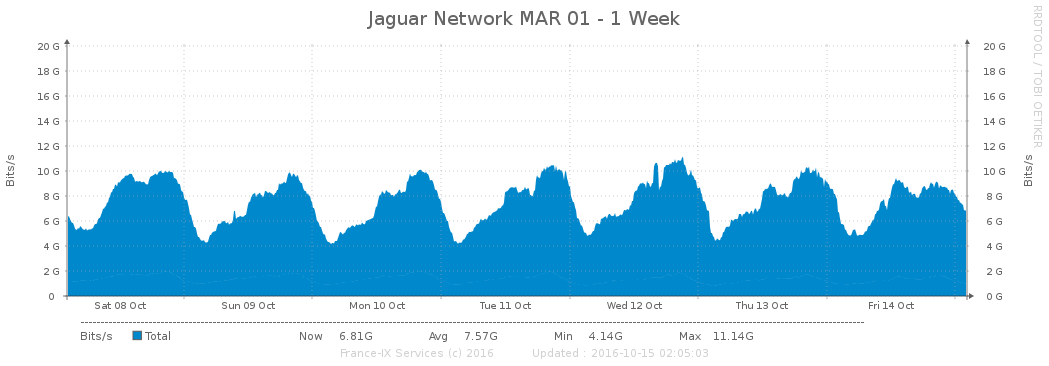 Jaguar Network MAR 01 - 1 Week
RRDTOOL / TOBI OETIKER
20 G 20 G
18 G 18 G
16 G 16 G
14 G 14 G
12 G 12 G
10 G 10 G
8 G 8 G
6 G 6 G
4 G 4 G
2 G 2 G
0 0 G
Bits/s
Bits/s
Sat 08 Oct Sun 09 Oct Mon 10 Oct Tue 11 Oct Wed 12 Oct Thu 13 Oct Fri 14 Oct
Bits/s Total Now 6.81G Avg 7.57G Min 4.14G Max 11.14G
France-IX Services (c) 2016 Updated : 2016-10-15 02:05:03